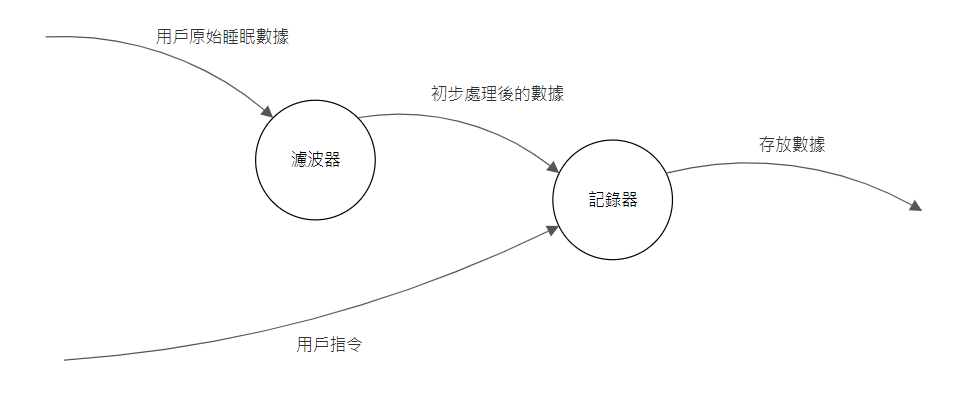 用戶原始睡眠數據
初步處理後的數據
存放數據
濾波器
記錄器
用戶指令